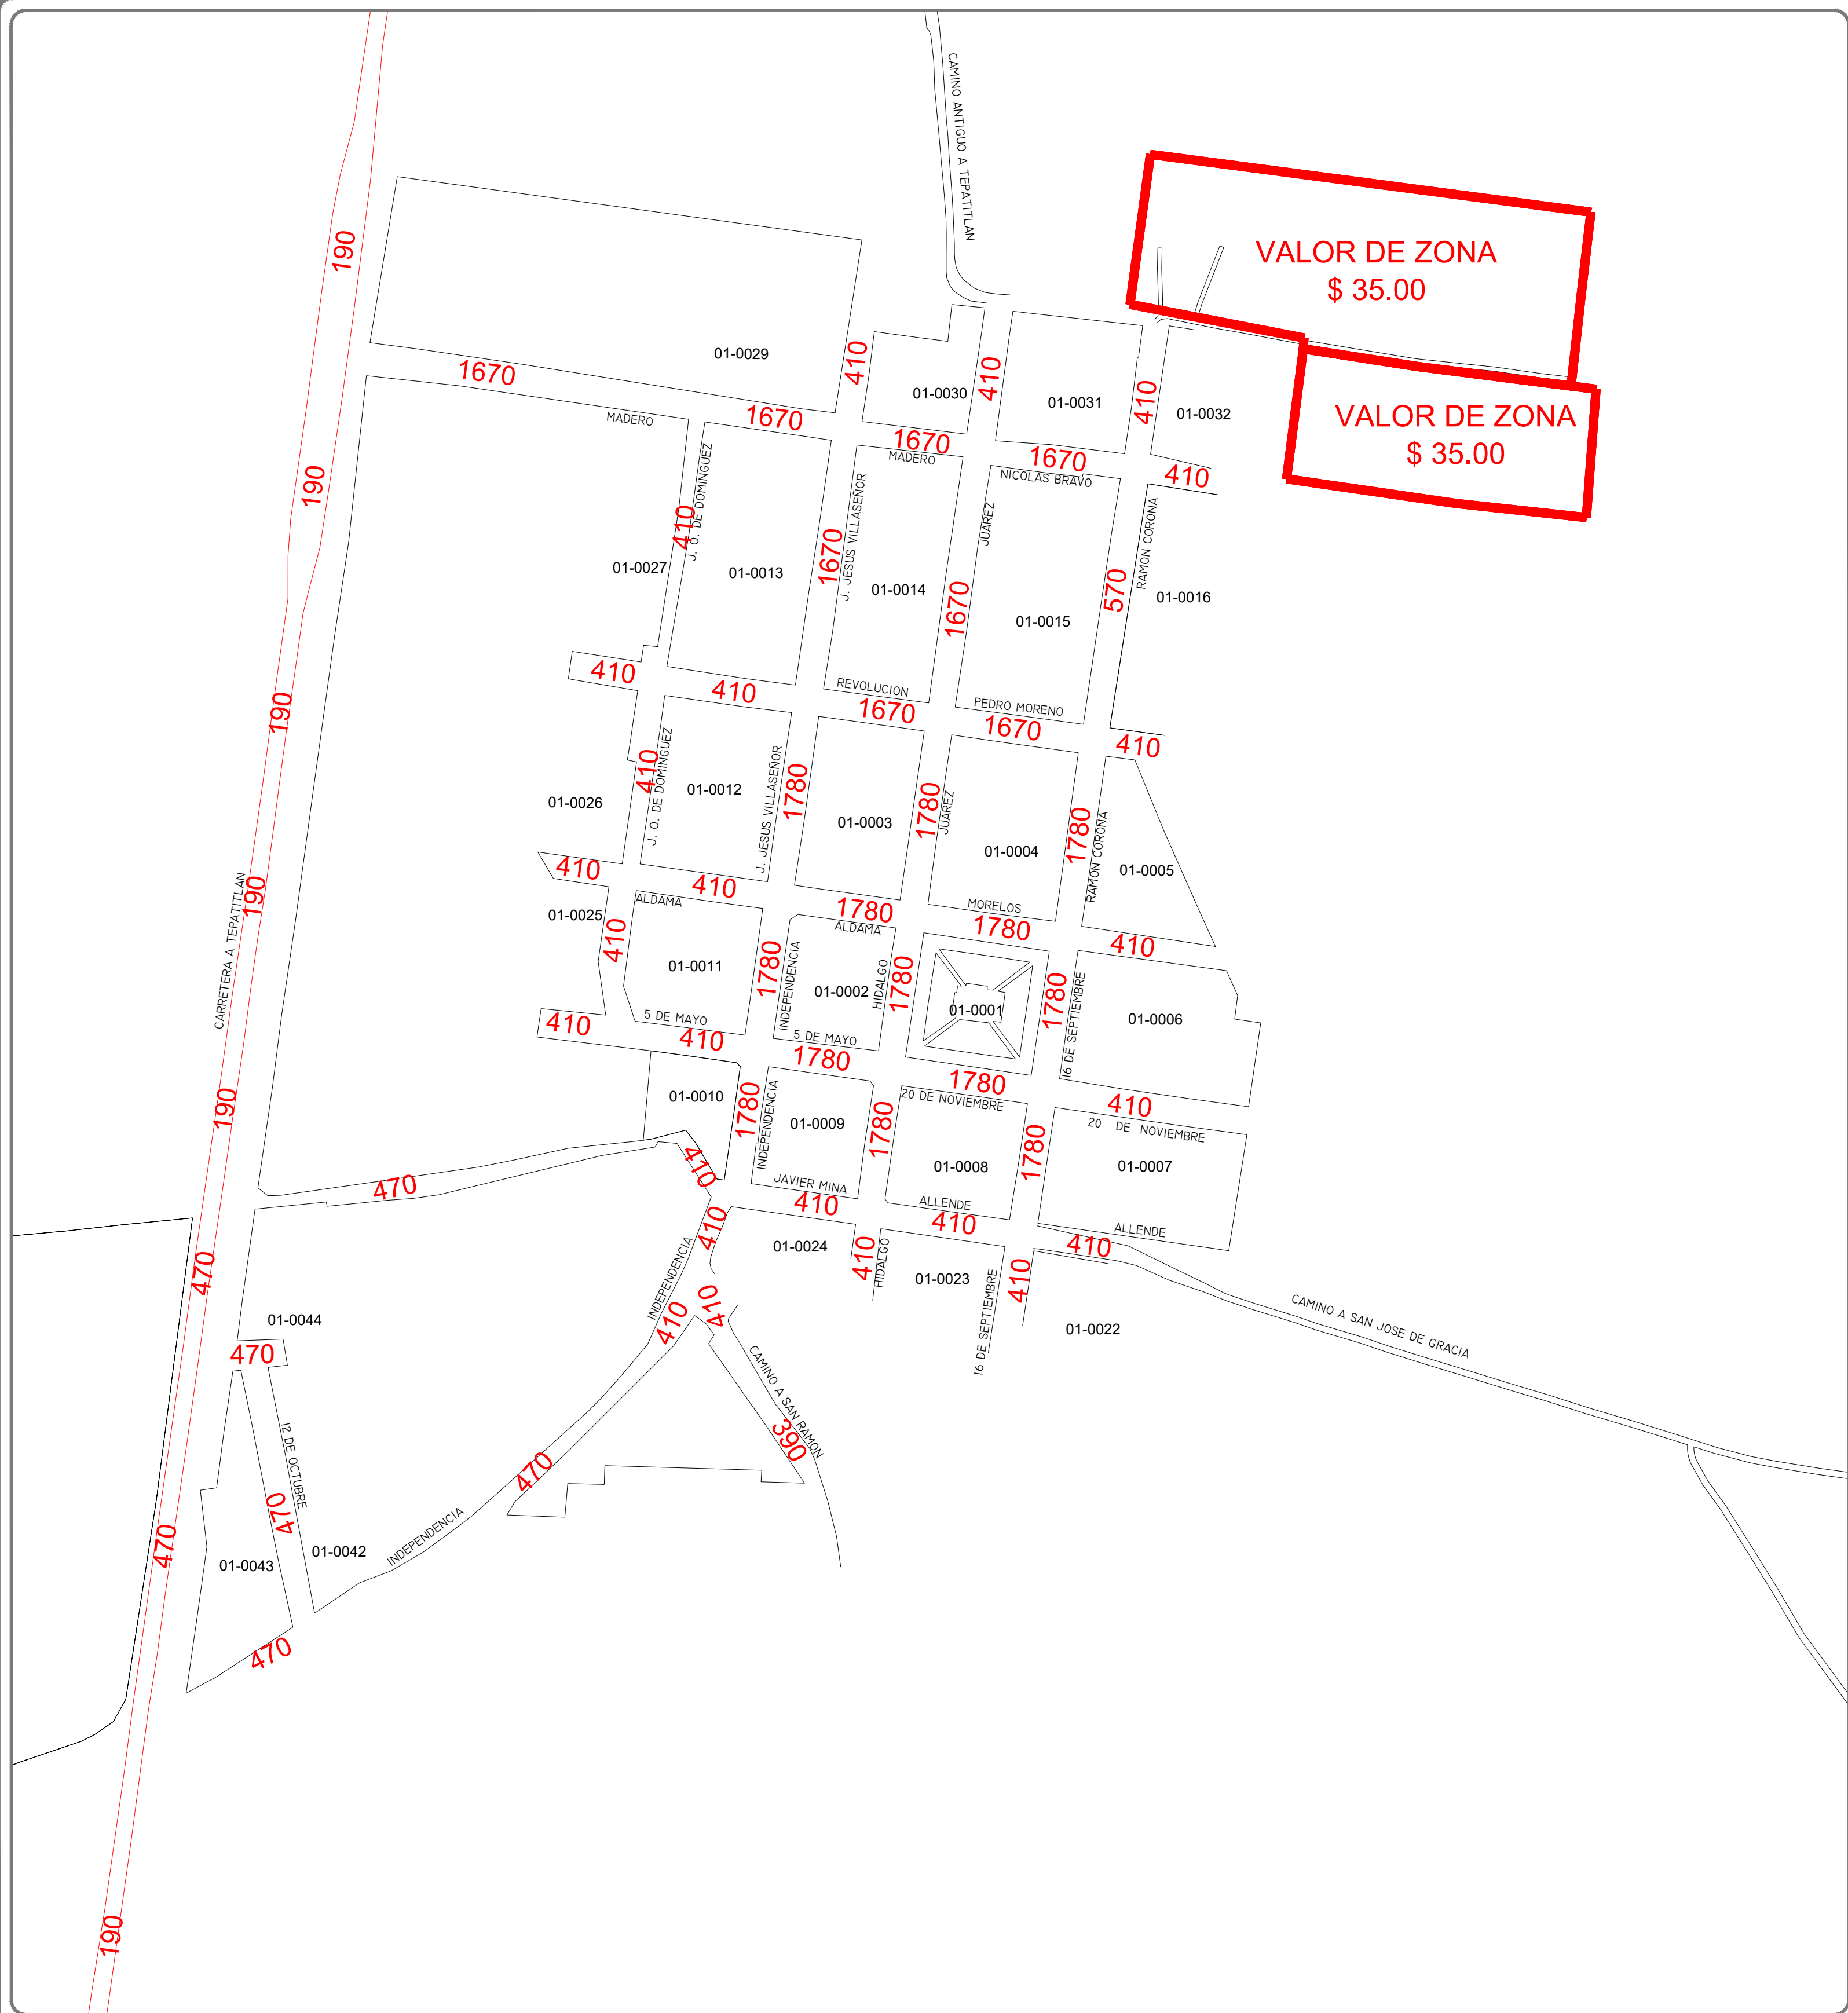 CAMINO ANTIGUO A TEPATITLAN
VALOR DE ZONA
$ 35.00
190
01-0029
1670
410
01-0030
410
01-0031
410
01-0032
VALOR DE ZONA
$ 35.00
MADERO
1670
1670
MADERO
1670
NICOLAS BRAVO
410
190
410
J. O. DE DOMINGUEZ
01-0027
01-0013
1670
J. JESUS VILLASEÑOR
01-0014
1670
JUAREZ
01-0015
570
RAMON CORONA
01-0016
410
410
REVOLUCION
1670
PEDRO MORENO
1670
410
190
410
J. O. DE DOMINGUEZ
01-0012
J. JESUS VILLASEÑOR
1780
01-0026
01-0003
1780
JUAREZ
01-0004
1780
RAMON CORONA
01-0005
410
410
ALDAMA
1780
ALDAMA
MORELOS
1780
410
CARRETERA A TEPATITLAN
190
01-0025
410
01-0011
1780
INDEPENDENCIA
01-0002
HIDALGO
1780
01-0001
1780
16 DE SEPTIEMBRE
01-0006
410
5 DE MAYO
410
5 DE MAYO
1780
1780
20 DE NOVIEMBRE
410
20 DE NOVIEMBRE
190
01-0010
1780
INDEPENDENCIA
01-0009
1780
01-0008
1780
01-0007
470
410
JAVIER MINA
410
ALLENDE
410
ALLENDE
410
470
410
INDEPENDENCIA
01-0024
410
HIDALGO
01-0023
16 DE SEPTIEMBRE
410
01-0022
CAMINO A SAN JOSE DE GRACIA
01-0044
410
410
470
CAMINO A SAN RAMON
390
12 DE OCTUBRE
470
470
470
INDEPENDENCIA
01-0043
01-0042
470
190